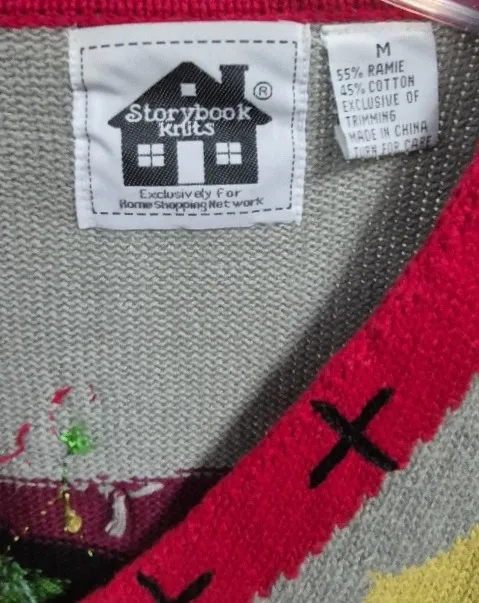 Storybook
Knits
®
Exclusively for
Home Shopping Network
M
55% RAMIE
45% COTTON
EXCLUSIVE OF
TRIMMING
MADE IN CHINA
TURN FOR CARE